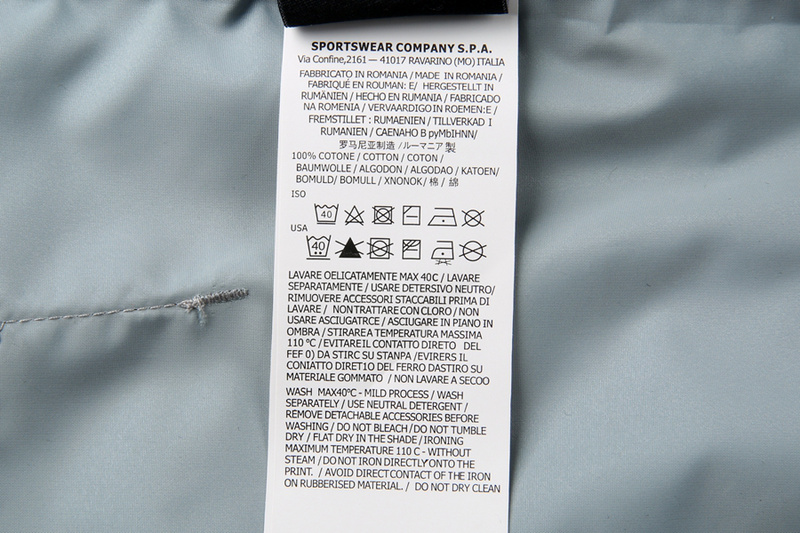 SPORTSWEAR COMPANY S.P.A.
Via Confine,2161 — 41017 RAVARINO (MO) ITALIA
FABBRICATO IN ROMANIA / MADE IN ROMANIA /
FABRIQUÉ EN ROUMAN: E/ HERGESTELLT IN
RUMÄNIEN / HECHO EN RUMANIA / FABRICADO
NA ROMENIA / VERVAARDIGO IN ROEMEN:E /
FREMSTILLET : RUMAENIEN / TILLVERKAD I
RUMANIEN / CAENAHO B pyMbIHNN/
罗马尼亚制造 /ルーマニア 製
100% COTONE / COTTON / COTON /
BAUMWOLLE / ALGODON / ALGODAO / KATOEN/
BOMULD/ BOMULL / XNONOK/ 棉 / 綿
ISO
40
USA
40
LAVARE OELICATAMENTE MAX 40C / LAVARE
SEPARATAMENTE / USARE DETERSIVO NEUTRO/
RIMUOVERE ACCESSORI STACCABILI PRIMA DI
LAVARE / NON TRATTARE CON CLORO / NON
USARE ASCIUGATRCE / ASCIUGARE IN PIANO IN
OMBRA / STIRARE A TEMPERATURA MASSIMA
110 °C / EVITARE IL CONTATTO DIRETO DEL
FEF 0) DA STIRC SU STANPA /EVIRERS IL
CONIATTO DIRET1O DEL FERRO DASTIRO SU
MATERIALE GOMMATO / NON LAVARE A SECOO
WASH MAX40°C - MILD PROCESS / WASH
SEPARATELY / USE NEUTRAL DETERGENT /
REMOVE DETACHABLE ACCESSORIES BEFORE
WASHING / DO NOT BLEACH / DO NOT TUMBLE
DRY / FLAT DRY IN THE SHADE / IRONING
MAXIMUM TEMPERATURE 110 C - WITHOUT
STEAM / DO NOT IRON DIRECTLY ONTO THE
PRINT. / AVOID DIRECT CONTACT OF THE IRON
ON RUBBERISED MATERIAL. / DO NOT DRY CLEAN